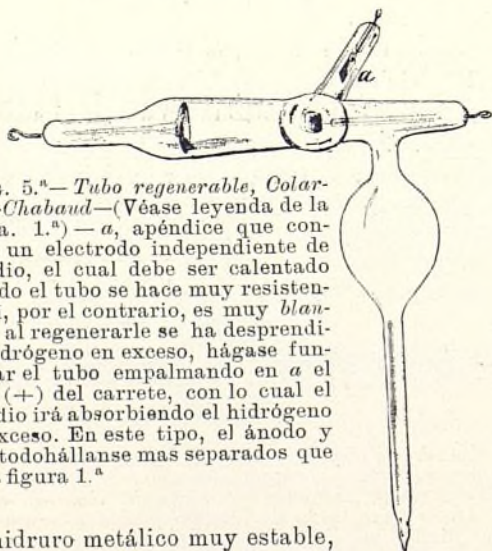 a
. 5.ª— Tubo regenerable, Colar-
Chabaud—(Véase leyenda de la
a. 1.ª) — a, apéndice que con-
un electrodo independiente de
dio, el cual debe ser calentado
do el tubo se hace muy resisten-
i, por el contrario, es muy blan-
al regenerarle se ha desprendi-
drógeno en exceso, hágase fun-
ar el tubo empalmando en a el
(+) del carrete, con lo cual el
dio irá absorbiendo el hidrógeno
xceso. En este tipo, el ánodo y
todohállanse mas separados que
figura 1.ª
hidruro metálico muy estable,